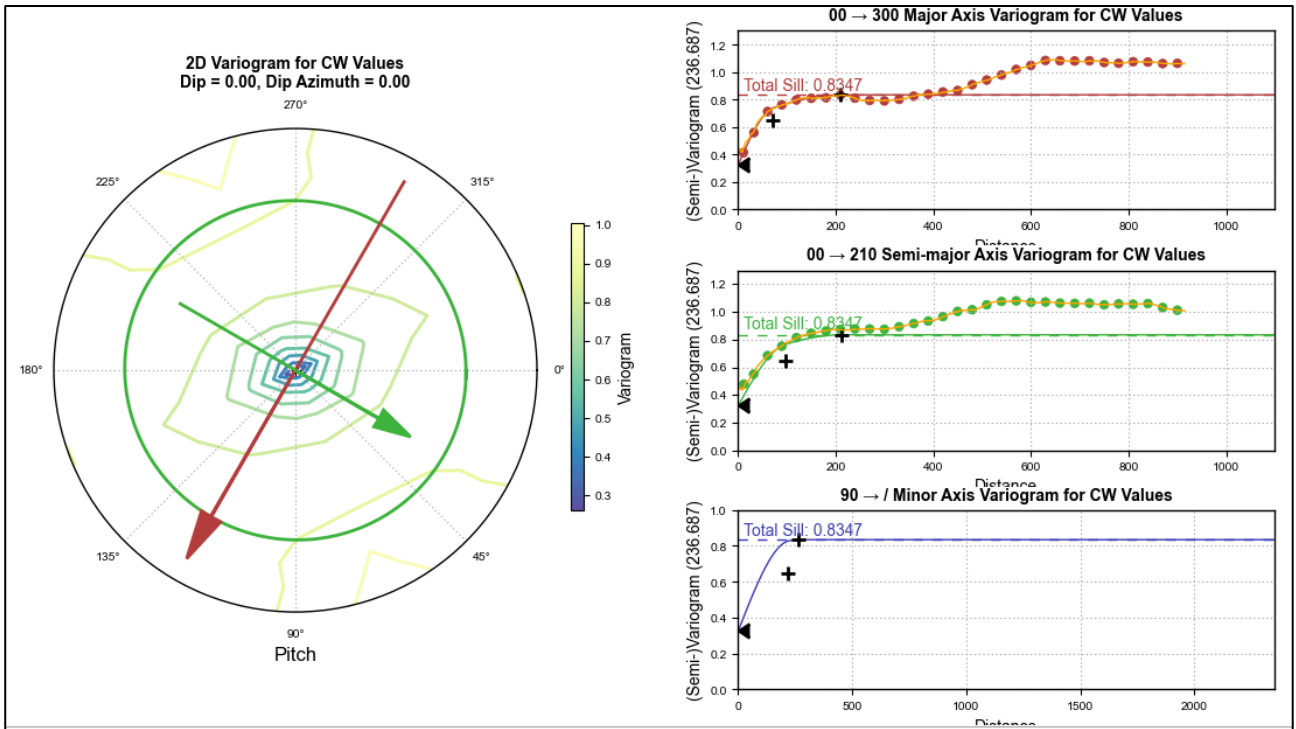 2D Variogram for CW Values
Dip = 0.00, Dip Azimuth = 0.00
270°
225°
315°
180°
0°
135°
45°
90°
Pitch
1.0
0.9
0.8
0.7
0.6
0.5
0.4
0.3
Variogram
00 → 300 Major Axis Variogram for CW Values
(Semi-)Variogram (236.687)
1.2
1.0
0.8
0.6
0.4
0.2
0.0
Total Sill: 0.8347
0 200 400 600 800 1000
Distance
00 → 210 Semi-major Axis Variogram for CW Values
(Semi-)Variogram (236.687)
1.2
1.0
0.8
0.6
0.4
0.2
0.0
Total Sill: 0.8347
0 200 400 600 800 1000
Distance
90 → / Minor Axis Variogram for CW Values
(Semi-)Variogram (236.687)
1.0
0.8
0.6
0.4
0.2
0.0
Total Sill: 0.8347
0 500 1000 1500 2000
Distance